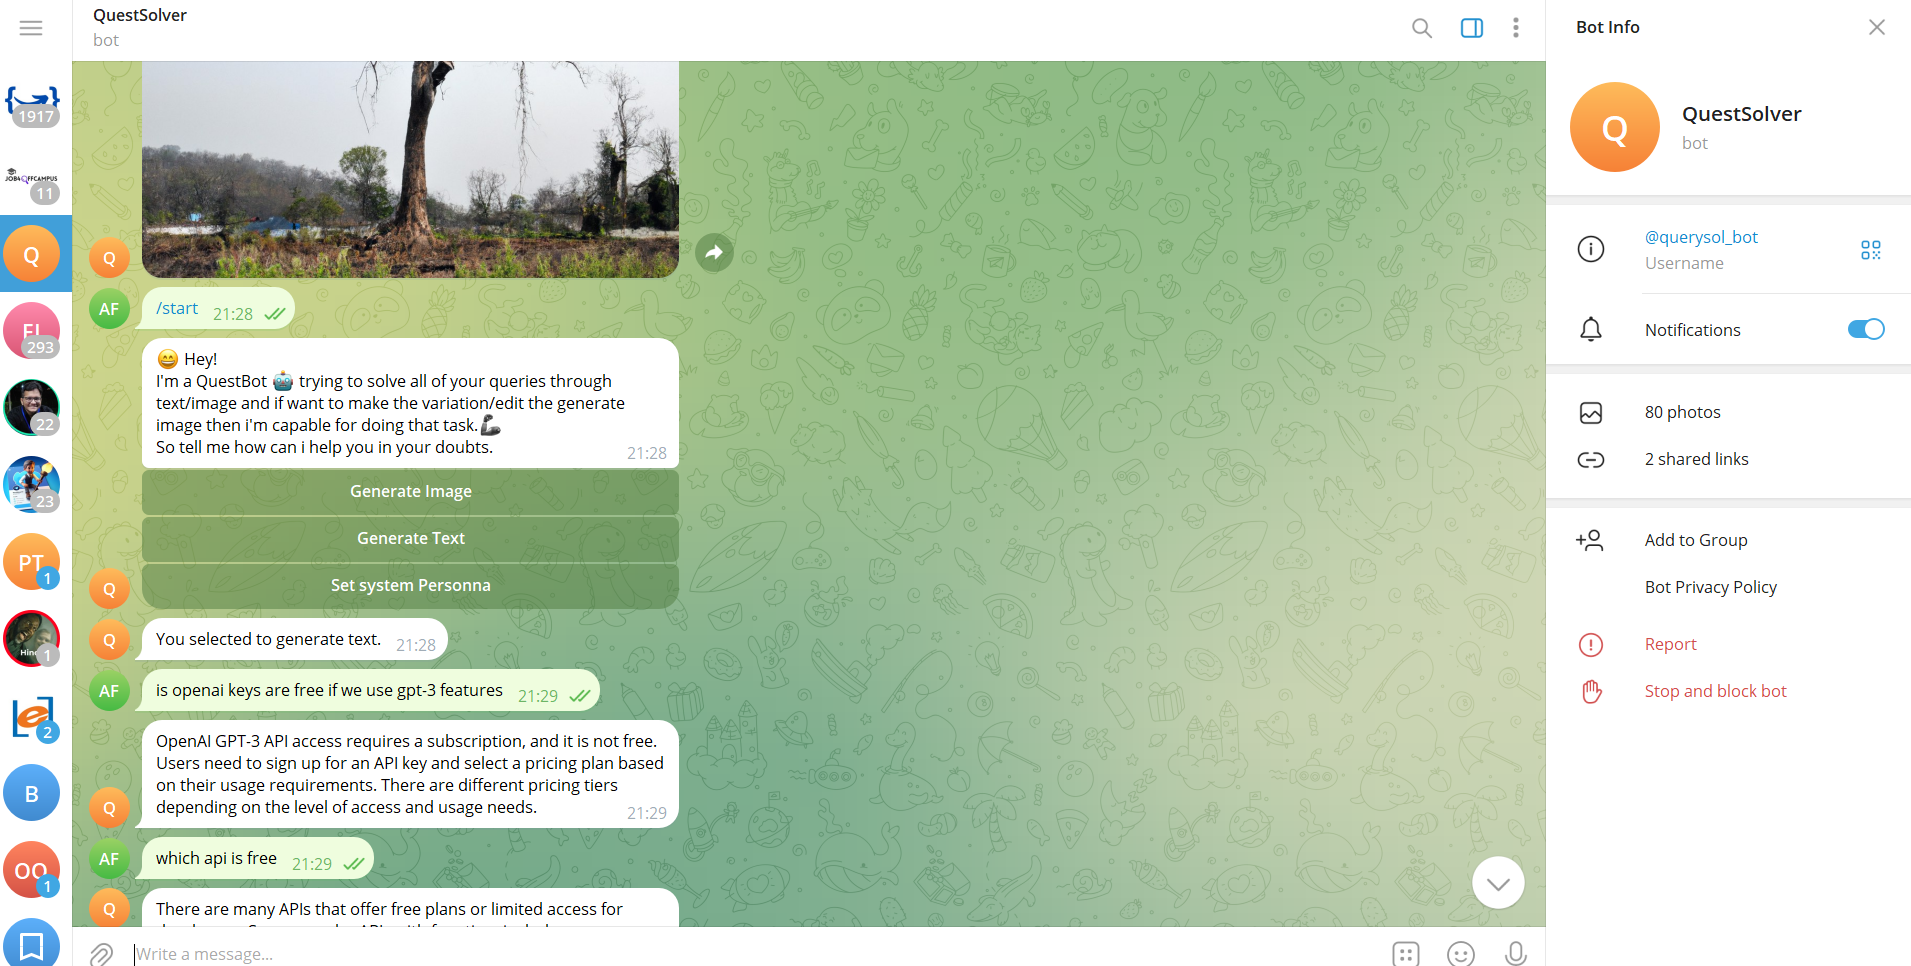 QuestSolver
bot
Bot Info
1917
JOB4OFFCAMPUS
11
Q
293
22
23
PT
1
1
2
B
OO
1
Q
AF
/start 21:28
😄 Hey!
I'm a QuestBot 🤖 trying to solve all of your queries through
text/image and if want to make the variation/edit the generate
image then i'm capable for doing that task.🦾
So tell me how can i help you in your doubts. 21:28
Generate Image
Generate Text
Set system Personna
Q
Q
You selected to generate text. 21:28
AF
is openai keys are free if we use gpt-3 features 21:29
OpenAI GPT-3 API access requires a subscription, and it is not free.
Users need to sign up for an API key and select a pricing plan based
on their usage requirements. There are different pricing tiers
depending on the level of access and usage needs. 21:29
Q
AF
which api is free 21:29
Q
There are many APIs that offer free plans or limited access for
Write a message...
Q
QuestSolver
bot
@querysol_bot
Username
Notifications
80 photos
2 shared links
Add to Group
Bot Privacy Policy
Report
Stop and block bot